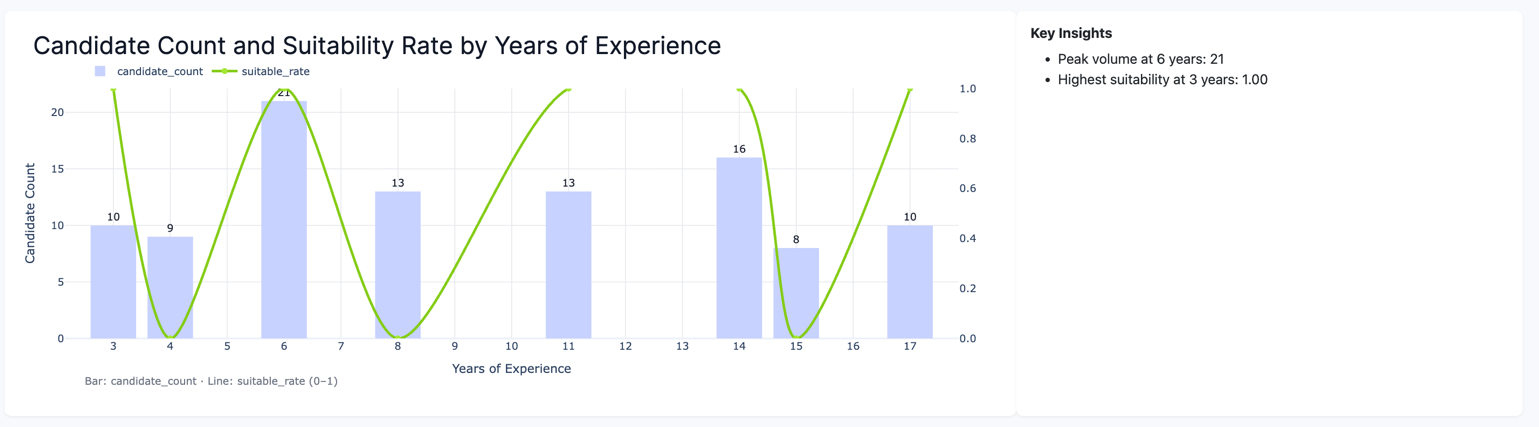 Candidate Count and Suitability Rate by Years of Experience
candidate_count suitable_rate
Candidate Count
20
15
10
5
0
1.0
0.8
0.6
0.4
0.2
0.0
10
9
21
13
13
16
8
10
3 4 5 6 7 8 9 10 11 12 13 14 15 16 17
Years of Experience
Bar: candidate_count · Line: suitable_rate (0–1)
Key Insights
• Peak volume at 6 years: 21
• Highest suitability at 3 years: 1.00